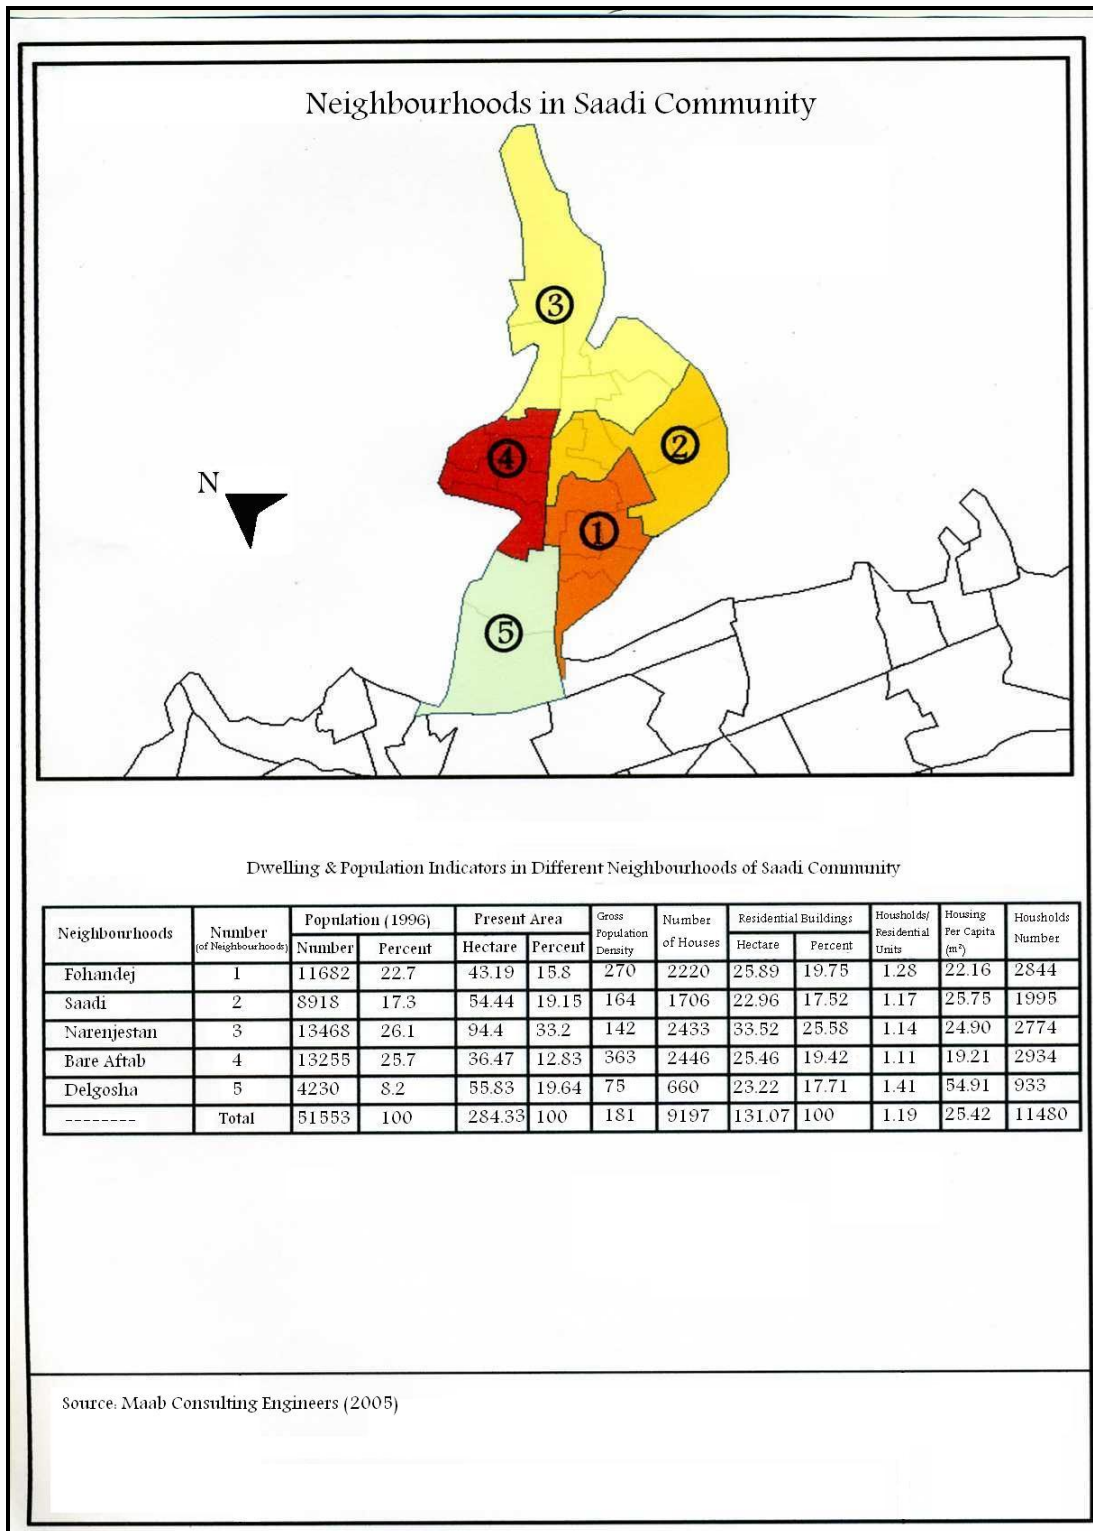 Neighbourhoods in Saadi Community
3
2
4
N
1
5
Dwelling & Population Indicators in Different Neighbourhoods of Saadi Community
Neighbourhoods Number (of Neighbourhoods) Population (1996) Present Area Gross Population Density Number of Houses Residential Buildings Housholds/ Residential Units Housing Per Capita (m²) Housholds Number
Number Percent Hectare Percent Hectare Percent
Fohandej 1 11682 22.7 43.19 15.8 270 2220 25.89 19.75 1.28 22.16 2844
Saadi 2 8918 17.3 54.44 19.15 164 1706 22.96 17.52 1.17 25.75 1995
Narenjestan 3 13468 26.1 94.4 33.2 142 2433 33.52 25.58 1.14 24.90 2774
Bare Aftab 4 13255 25.7 36.47 12.83 363 2446 25.46 19.42 1.11 19.21 2934
Delgosha 5 4230 8.2 55.83 19.64 75 660 23.22 17.71 1.41 54.91 933
-------- Total 51553 100 284.33 100 181 9197 131.07 100 1.19 25.42 11480
Source: Maab Consulting Engineers (2005)